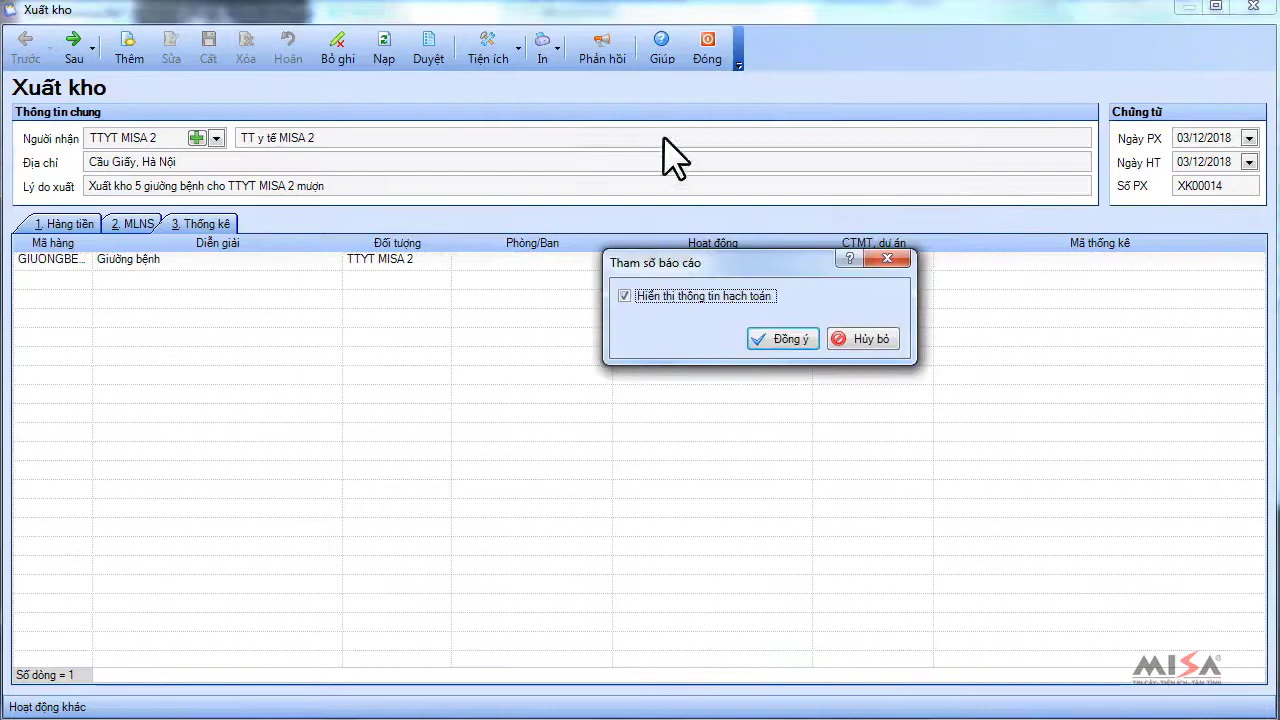 Xuất kho
Trước Sau Thêm Sửa Cất Xóa Hoãn Bỏ ghi Nạp Duyệt Tiện ích In Phản hồi Giúp Đóng
Xuất kho
Thông tin chung
Chứng từ
Người nhận TTYT MISA 2 TT y tế MISA 2
Ngày PX 03/12/2018
Địa chỉ Cầu Giấy, Hà Nội
Ngày HT 03/12/2018
Lý do xuất Xuất kho 5 giường bệnh cho TTYT MISA 2 mượn
Số PX XK00014
1. Hàng tiền 2. MLNS 3. Thống kê
Mã hàng Diễn giải Đối tượng Phòng/Ban Hoạt động CTMT, dự án Mã thống kê
GIUONGBE... Giường bệnh TTYT MISA 2
Tham số báo cáo
Hiển thị thông tin hạch toán
Đồng ý Hủy bỏ
Số dòng = 1
MISA
TIN CẬY-TIỆN ÍCH-TẬN TÌNH
Hoạt động khác